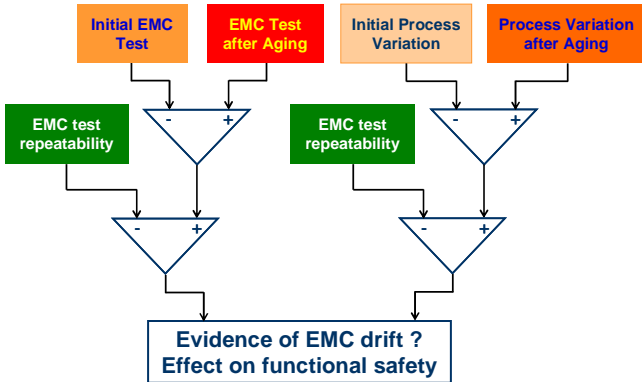 Initial EMC
Test
EMC Test
after Aging
Initial Process
Variation
Process Variation
after Aging
- +
- +
EMC test
repeatability
EMC test
repeatability
- +
- +
Evidence of EMC drift ?
Effect on functional safety